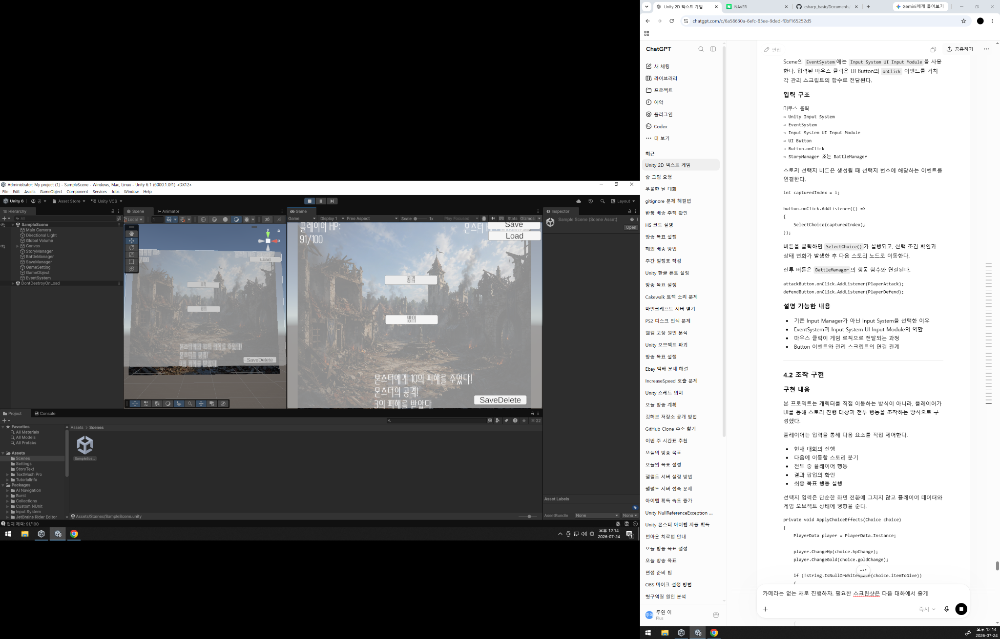 Administrator: My project (1) - SampleScene - Windows, Mac, Linux - Unity 6.1 (6000.1.0f1) <DX12>
File Edit Assets GameObject Component Services Jobs Window Help
Unity 6 공 Asset Store Unity VCS Layout
Hierarchy
All
SampleScene
Main Camera
Directional Light
Global Volume
Canvas
StoryManager
BattleManager
SaveManager
GameSetting
GameObject
EventSystem
DontDestroyOnLoad
Scene Animator
Local 1 2D
Load
SaveDelete
Game
Game Display 1 Free Aspect Scale 1x Play Focused Stats Gizmos
플레이어 HP:
91/100
Save
Load
공격
방어
몬스터에게 10의 피해를 주었다!
몬스터의 공격!
3의 피해를 받았다
SaveDelete
Inspector
Sample Scene (Scene Asset)
Open
Asset Labels
AssetBundle None None
Project Console
22
Favorites
All Materials
All Models
All Prefabs
Assets
Scenes
Settings
StoryText
TextMesh Pro
TutorialInfo
Packages
AI Navigation
Burst
Collections
Custom NUnit
Input System
JetBrains Rider Editor
Assets > Scenes
SampleSce...
Assets/Scenes/SampleScene.unity
현재 체력: 91/100
오후 12:14
2026-07-24
1
Unity 2D 텍스트 게임
NAVER
csharp_basic/Documents
Gemini에게 물어보기
chatgpt.com/c/6a58630a-6efc-83ee-9ded-f0bf165252d5
ChatGPT
새 채팅
라이브러리
프로젝트
예약
플러그인
Codex
더 보기
최근
Unity 2D 텍스트 게임
숲 그림 요청
우울한 날 대화
gitignore 문제 해결법
반품 배송 추적 확인
HS 코드 설명
방송 목표 설정
해외 배송 방법
주간 일정표 작성
Unity 한글 폰트 설정
방송 목표 설정
Cakewalk 트랙 소리 문제
마인크래프트 서버 열기
PS2 디스크 인식 문제
웹캠 고장 원인 분석
Unity 오브젝트 파괴
방송 목표 설정
Ebay 택배 문제 해결
IncreaseSpeed 호출 문제
Unity 스레드 의미
오늘 방송 계획
깃허브 저장소 공개 방법
GitHub Clone 주소 찾기
이번 주 시간표 추천
오늘의 방송 목표
오늘의 목표 설정
팰월드 서버 설정 방법
팰월드 서버 접속 문제
아이템 획득 속도 증가
Unity NullReferenceException ...
Unity 몬스터 아이템 자동 획득
번아웃 치료법 안내
오늘 방송 목표 설정
오늘 방송 목표
면접 준비 팁
OBS 마이크 설정 방법
헛구역질 원인 분석
주이
주연 이
Plus
편집
공유하기
Scene의 EventSystem에는 Input System UI Input Module을 사용
한다. 입력된 마우스 클릭은 UI Button의 onClick 이벤트를 거쳐
각 관리 스크립트의 함수로 전달된다.
입력 구조
마우스 클릭
→ Unity Input System
→ EventSystem
→ Input System UI Input Module
→ UI Button
→ Button.onClick
→ StoryManager 또는 BattleManager
스토리 선택지 버튼은 생성될 때 선택지 번호에 해당하는 이벤트를
연결한다.
int capturedIndex = i;
button.onClick.AddListener(() =>
{
SelectChoice(capturedIndex);
});
버튼을 클릭하면 SelectChoice()가 실행되고, 선택 조건 확인과
상태 변화가 발생한 후 다음 스토리 노드로 이동한다.
전투 버튼은 BattleManager의 행동 함수와 연결된다.
attackButton.onClick.AddListener(PlayerAttack);
defendButton.onClick.AddListener(PlayerDefend);
설명 가능한 내용
• 기존 Input Manager가 아닌 Input System을 선택한 이유
• EventSystem과 Input System UI Input Module의 역할
• 마우스 클릭이 게임 로직으로 전달되는 과정
• Button 이벤트와 관리 스크립트의 연결 관계
4.2 조작 구현
구현 내용
본 프로젝트는 캐릭터를 직접 이동하는 방식이 아니라, 플레이어가
UI를 통해 스토리 진행 대상과 전투 행동을 조작하는 방식으로 구
성했다.
플레이어는 입력을 통해 다음 요소를 직접 제어한다.
• 현재 대화의 진행
• 다음에 이동할 스토리 분기
• 전투 중 플레이어 행동
• 결과 팝업의 확인
• 최종 목표 행동 실행
선택지 입력은 단순한 화면 전환에 그치지 않고 플레이어 데이터와
게임 오브젝트 상태에 영향을 준다.
private void ApplyChoiceEffects(Choice choice)
{
PlayerData player = PlayerData.Instance;
player.ChangeHp(choice.hpChange);
player.ChangeGold(choice.goldChange);
if (!string.IsNullOrWhiteSpace(choice.itemToGive))
{
카메라는 없는 채로 진행하자. 필요한 스크린샷은 다음 대화에서 줄게
즉시
오후 12:14
2026-07-24